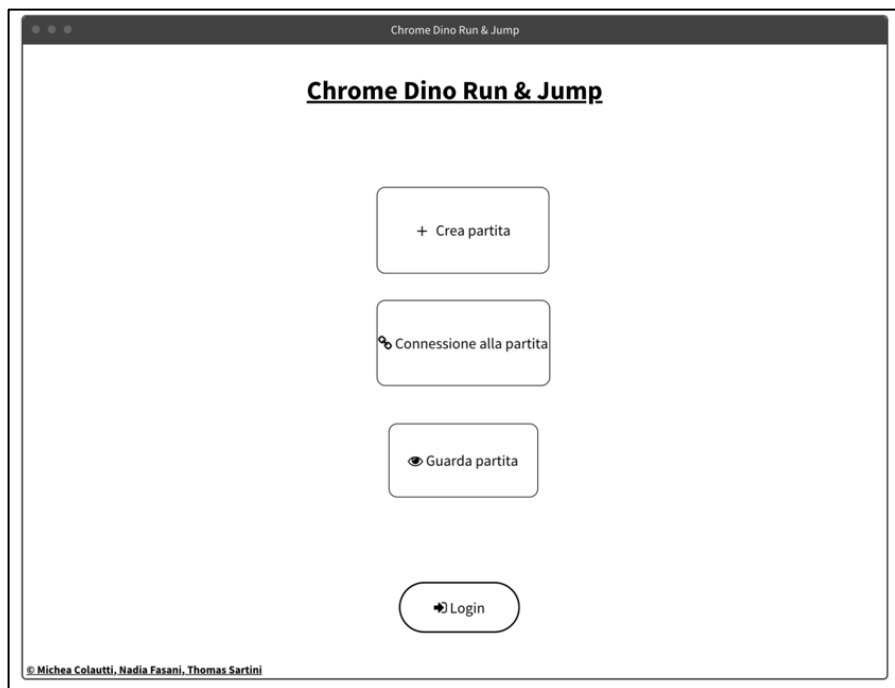 Chrome Dino Run & Jump
Chrome Dino Run & Jump
+ Crea partita
Connessione alla partita
Guarda partita
Login
© Michea Colautti, Nadia Fasani, Thomas Sartini